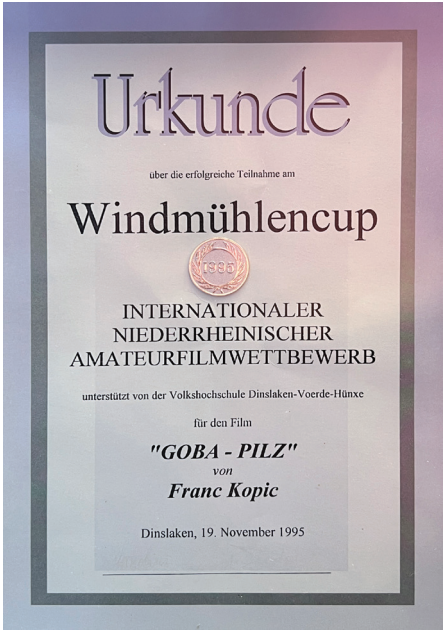 Urkunde
über die erfolgreiche Teilnahme am
Windmühlencup
1995
INTERNATIONALER
NIEDERRHEINISCHER
AMATEURFILMWETTBEWERB
unterstützt von der Volkshochschule Dinslaken-Voerde-Hünxe
für den Film
"GOBA - PILZ"
von
Franc Kopic
Dinslaken, 19. November 1995